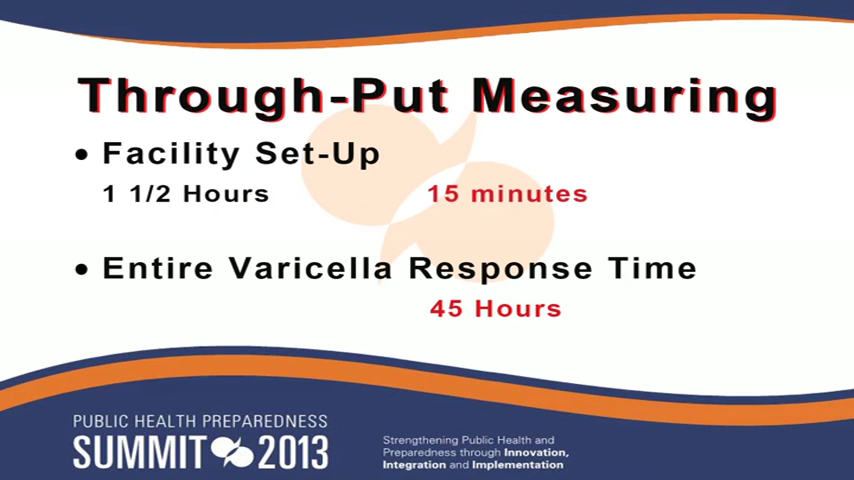 Through-Put Measuring
• Facility Set-Up
1 1/2 Hours 15 minutes
• Entire Varicella Response Time
45 Hours
PUBLIC HEALTH PREPAREDNESS
SUMMIT 2013
Strengthening Public Health and
Preparedness through Innovation,
Integration and Implementation